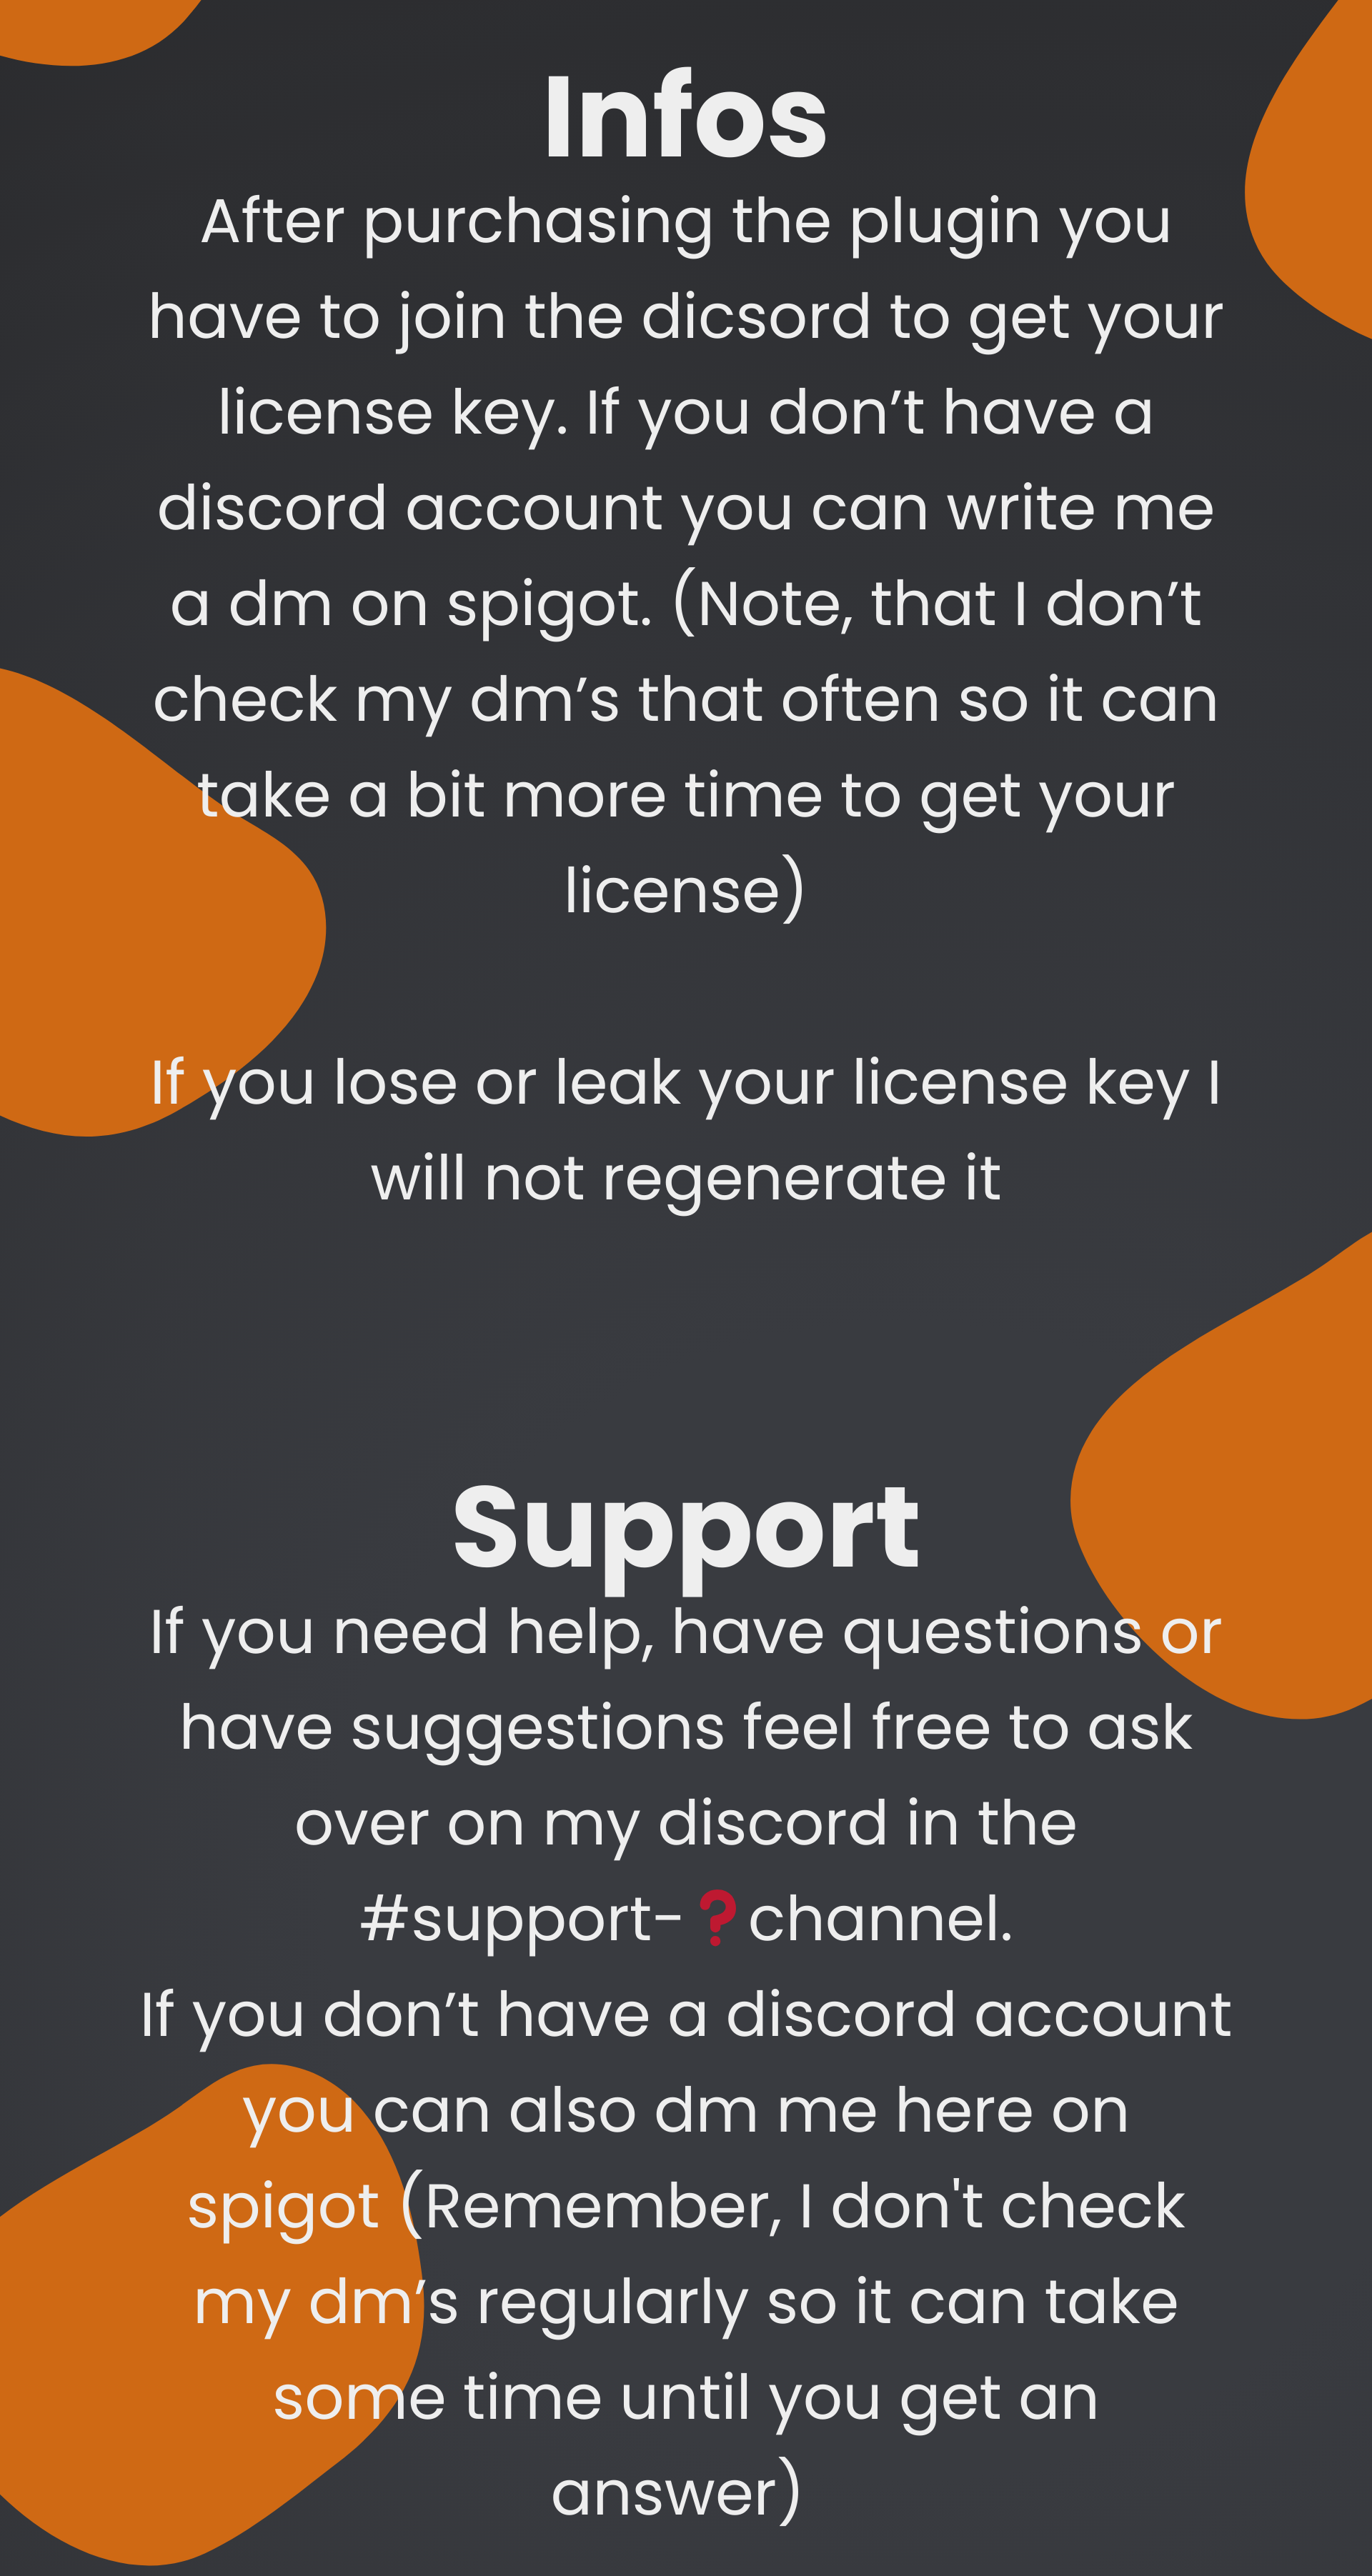 Infos
After purchasing the plugin you
have to join the dicsord to get your
license key. If you don’t have a
discord account you can write me
a dm on spigot. (Note, that I don’t
check my dm’s that often so it can
take a bit more time to get your
license)
If you lose or leak your license key I
will not regenerate it
Support
If you need help, have questions or
have suggestions feel free to ask
over on my discord in the
#support-❓channel.
If you don’t have a discord account
you can also dm me here on
spigot (Remember, I don't check
my dm’s regularly so it can take
some time until you get an
answer)